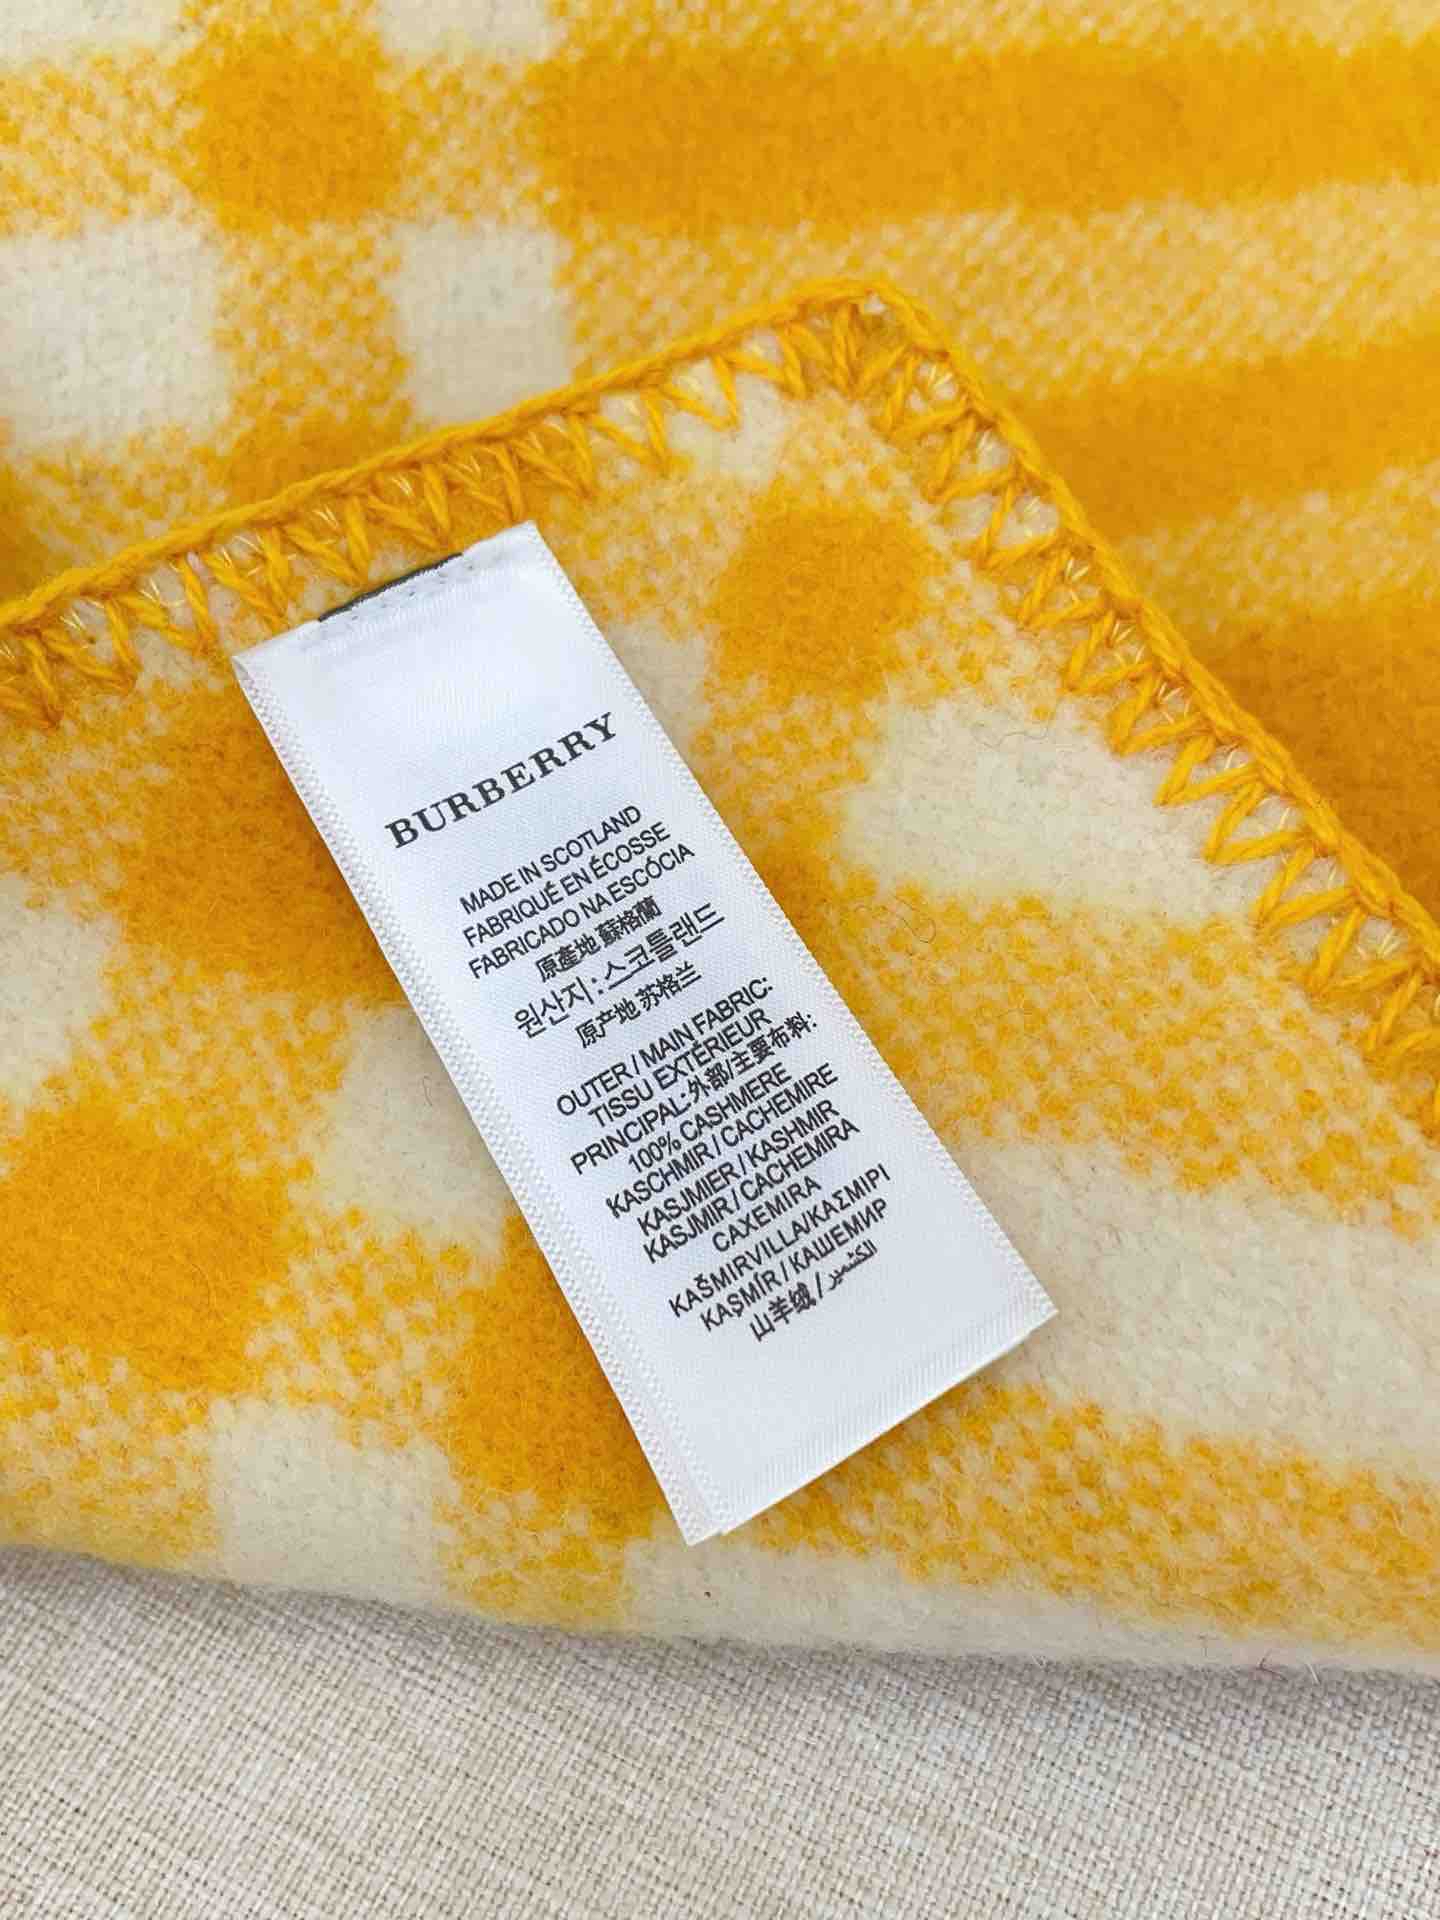 BURBERRY
MADE IN SCOTLAND
FABRIQUÉ EN ÉCOSSE
FABRICADO NA ESCÓCIA
原產地 蘇格蘭
원산지 : 스코틀랜드
原产地 苏格兰
OUTER / MAIN FABRIC:
TISSU EXTÉRIEUR
PRINCIPAL:外部/主要布料:
100% CASHMERE
KASCHMIR / CACHEMIRE
KASJMIER / KASHMIR
KASJMIR / CACHEMIRA
CAXEMIRA
KAŠMIRVILLA/ΚΑΣΜΙΡΙ
KAŞMİR / КАШЕМИР
山羊绒 / الكشمير